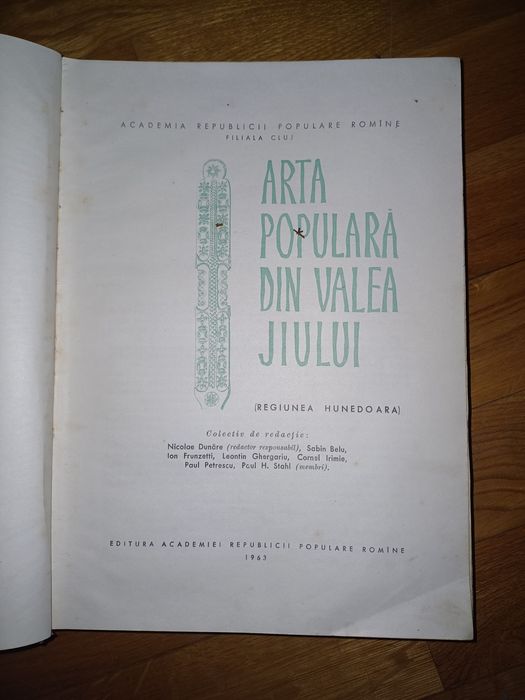 ACADEMIA REPUBLICII POPULARE ROMÎNE
FILIALA CLUJ
ARTA
POPULARĂ
DIN VALEA
JIULUI
(REGIUNEA HUNEDOARA)
Colectiv de redacție:
Nicolae Dunăre (redactor responsabil), Sabin Belu,
Ion Frunzetti, Leontin Ghergariu, Cornel Irimie,
Paul Petrescu, Paul H. Stahl (membri).
EDITURA ACADEMIEI REPUBLICII POPULARE ROMÎNE
1963